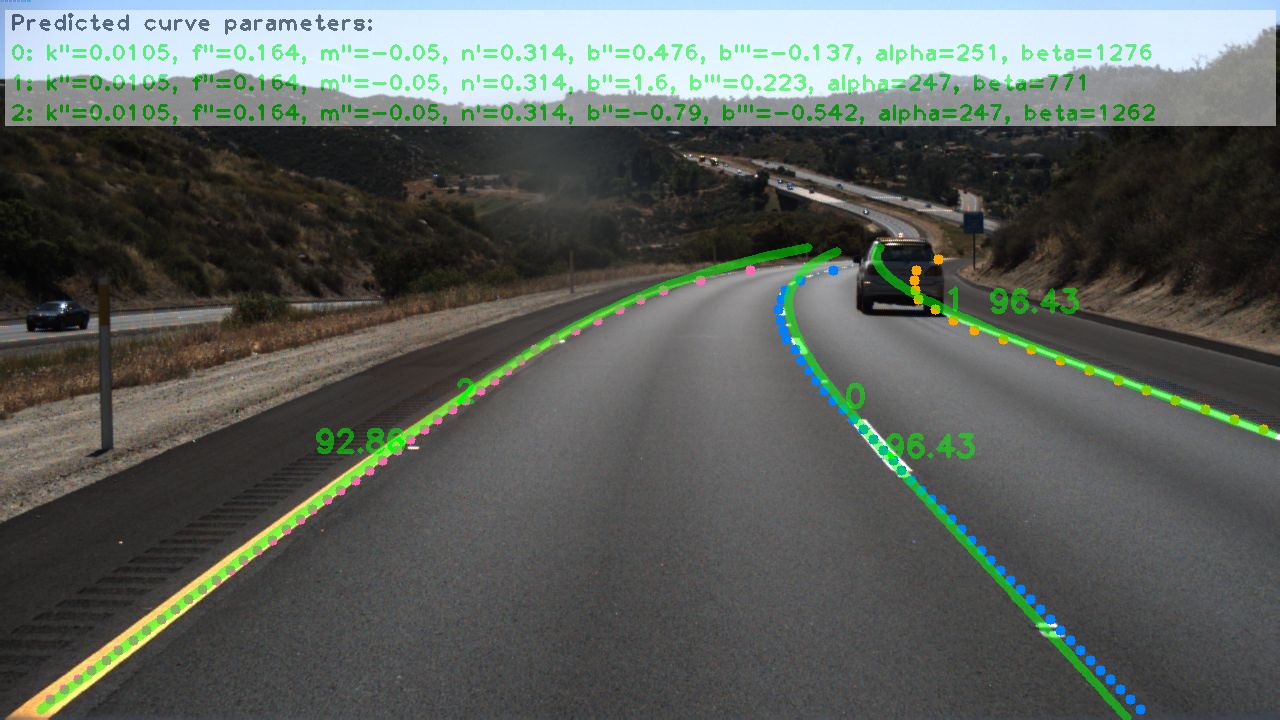 Predicted curve parameters:
0: k''=0.0105, f''=0.164, m''=-0.05, n'=0.314, b''=0.476, b'''=-0.137, alpha=251, beta=1276
1: k''=0.0105, f''=0.164, m''=-0.05, n'=0.314, b''=1.6, b'''=0.223, alpha=247, beta=771
2: k''=0.0105, f''=0.164, m''=-0.05, n'=0.314, b''=-0.79, b'''=-0.542, alpha=247, beta=1262
1 96.43
2
0
92.86
96.43